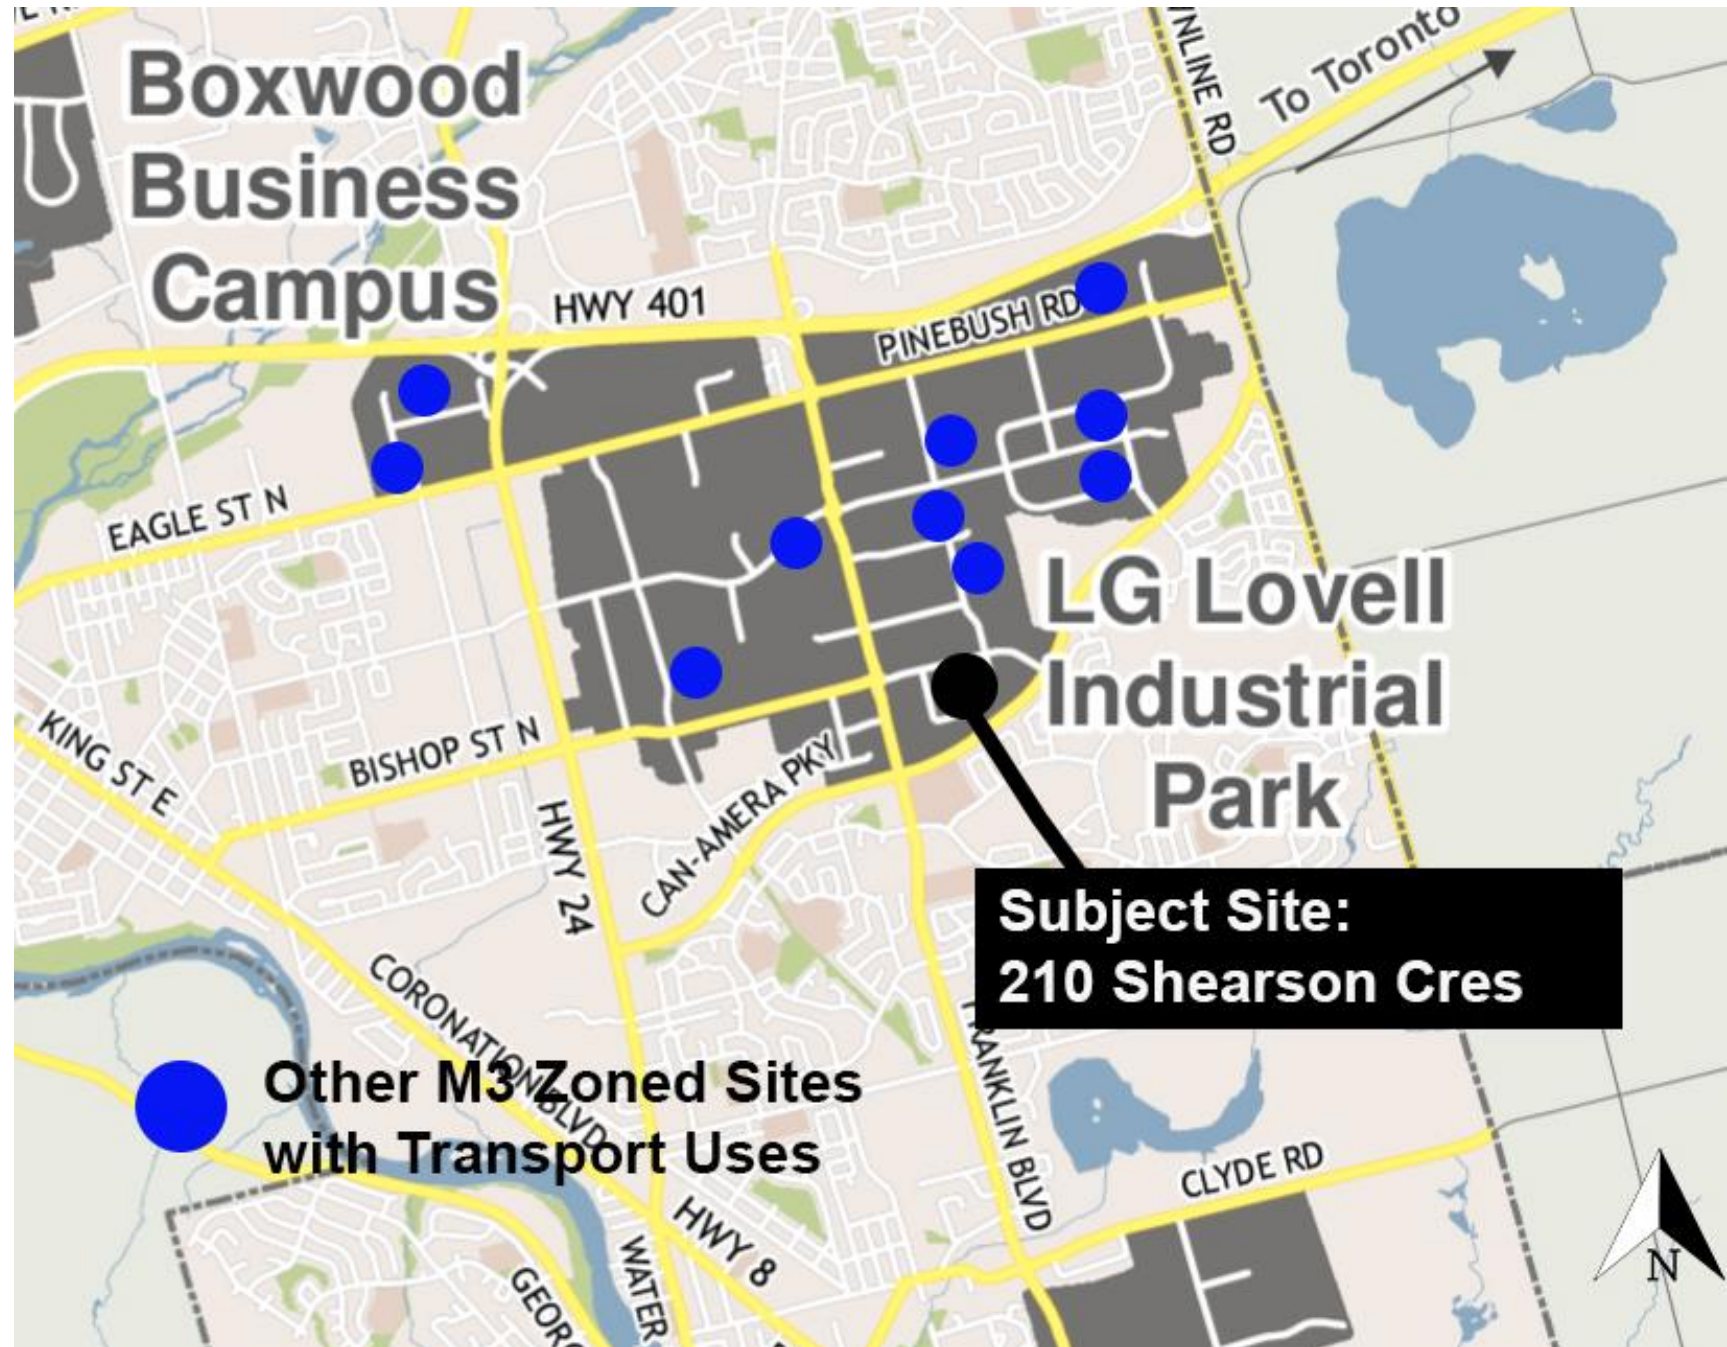 Boxwood
Business
Campus
To Toronto
HWY 401
PINEBUSH RD
EAGLE ST N
LG Lovell
Industrial
Park
KING ST E
BISHOP ST N
CAN-AMERA PKY
HWY 24
Subject Site:
210 Shearson Cres
CORONATION BLVD
Other M3 Zoned Sites
with Transport Uses
FRANKLIN BLVD
CLYDE RD
HWY 8
WATER
N